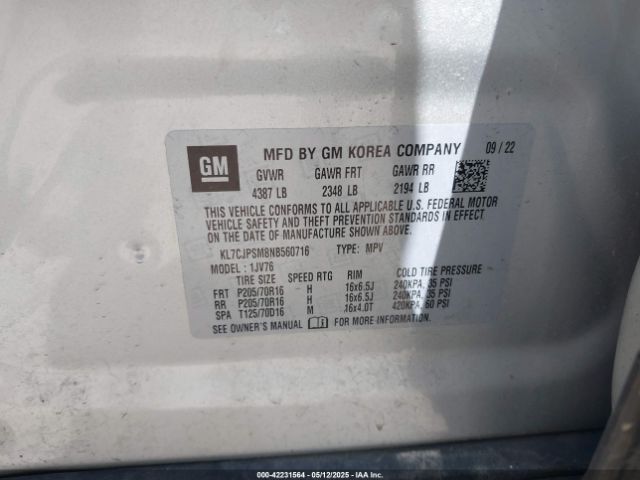 GM
MFD BY GM KOREA COMPANY 09 / 22
GVWR GAWR FRT GAWR RR
4387 LB 2348 LB 2194 LB
THIS VEHICLE CONFORMS TO ALL APPLICABLE U.S. FEDERAL MOTOR
VEHICLE SAFETY AND THEFT PREVENTION STANDARDS IN EFFECT
ON THE DATE OF MANUFACTURE SHOWN ABOVE.
KL7CJPSM8NB560716 TYPE: MPV
MODEL: 1JV76
TIRE SIZE SPEED RTG RIM COLD TIRE PRESSURE
FRT P205/70R16 H 16x6.5J 240KPA, 35 PSI
RR P205/70R16 H 16x6.5J 240KPA, 35 PSI
SPA T125/70D16 M 16x4.0T 420KPA, 60 PSI
SEE OWNER'S MANUAL FOR MORE INFORMATION.
000-42231564 - 05/12/2025 - Copyright © 2025 IAA, Inc.